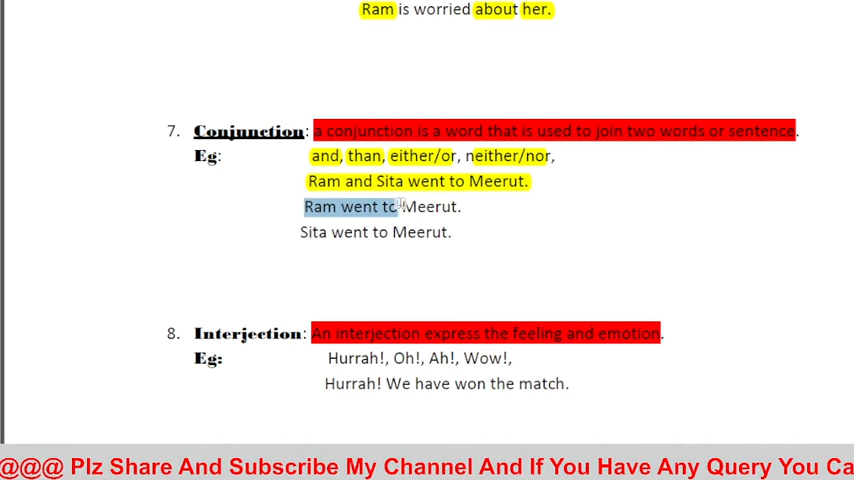 Ram is worried about her.
7. Conjunction: a conjunction is a word that is used to join two words or sentence.
Eg: and, than, either/or, neither/nor,
Ram and Sita went to Meerut.
Ram went to Meerut.
Sita went to Meerut.
8. Interjection: An interjection express the feeling and emotion.
Eg: Hurrah!, Oh!, Ah!, Wow!,
Hurrah! We have won the match.
@@@ Plz Share And Subscribe My Channel And If You Have Any Query You Ca